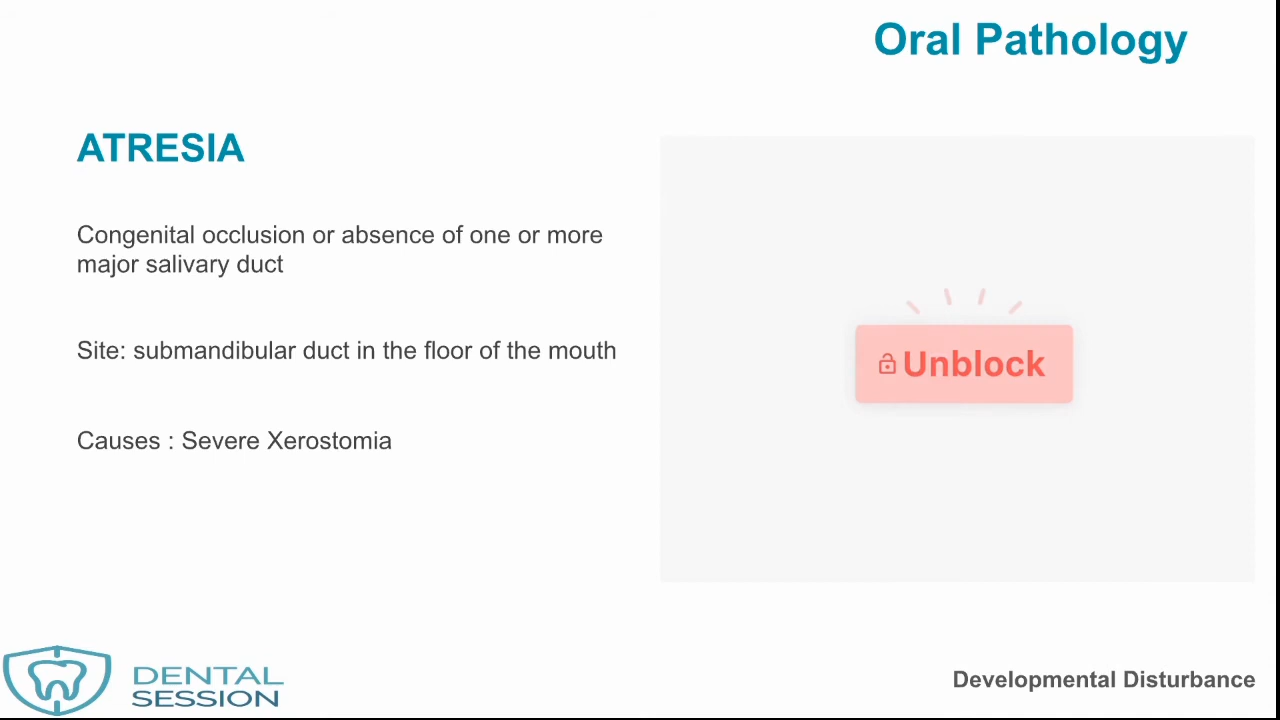 Oral Pathology
ATRESIA
Congenital occlusion or absence of one or more
major salivary duct
Site: submandibular duct in the floor of the mouth
Causes : Severe Xerostomia
Unblock
DENTAL
SESSION
Developmental Disturbance